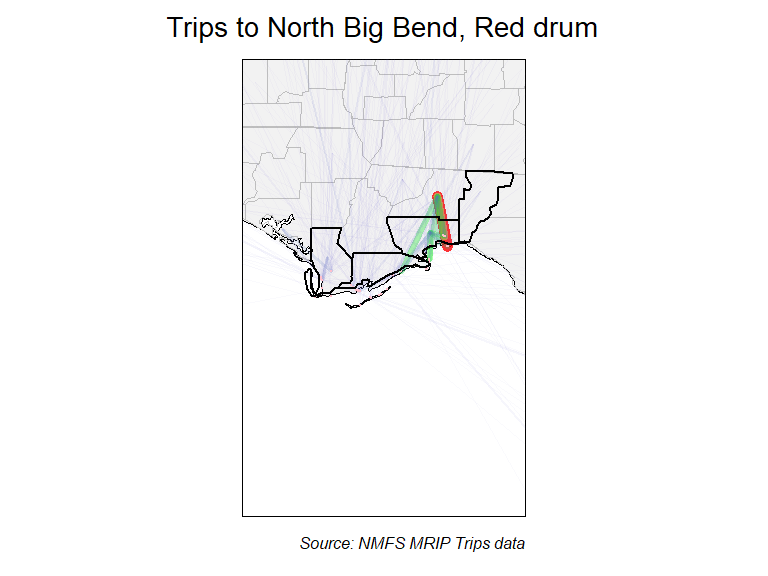 Trips to North Big Bend, Red drum
Source: NMFS MRIP Trips data